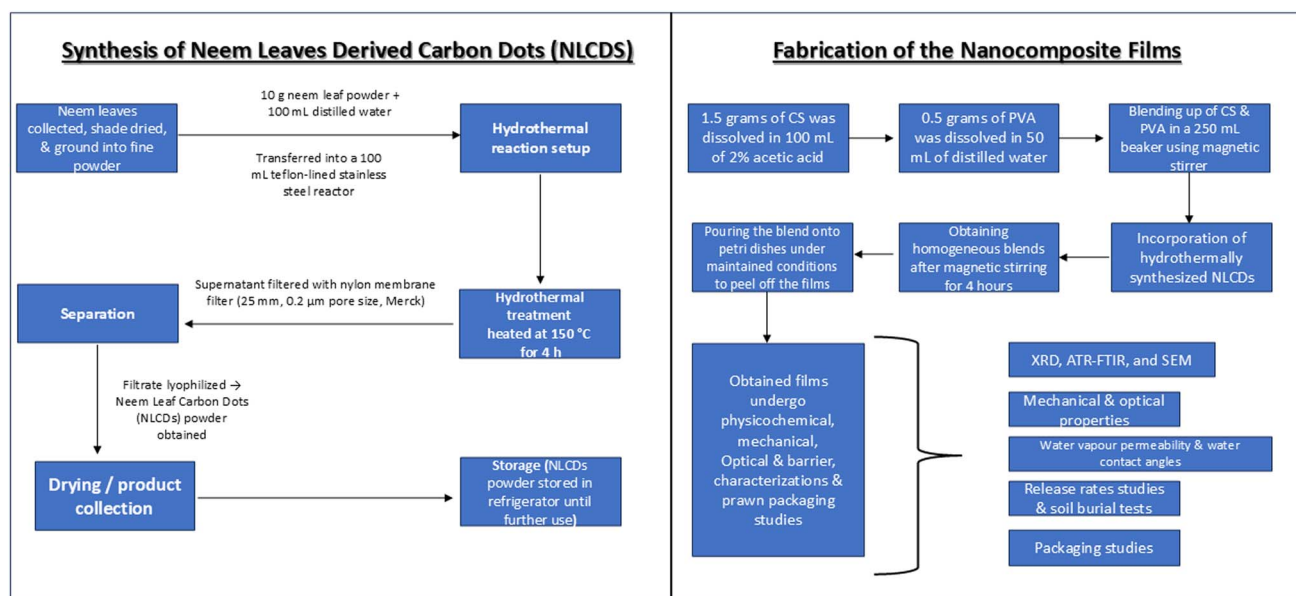 Synthesis of Neem Leaves Derived Carbon Dots (NLCDS)
Neem leaves
collected, shade dried,
& ground into fine
powder
10 g neem leaf powder +
100 mL distilled water
Transferred into a 100
mL teflon-lined stainless
steel reactor
Hydrothermal
reaction setup
Hydrothermal
treatment
heated at 150 °C
for 4 h
Supernatant filtered with nylon membrane
filter (25 mm, 0.2 µm pore size, Merck)
Separation
Filtrate lyophilized →
Neem Leaf Carbon Dots
(NLCDs) powder
obtained
Drying / product
collection
Storage (NLCDs
powder stored in
refrigerator until
further use)
Fabrication of the Nanocomposite Films
1.5 grams of CS was
dissolved in 100 mL
of 2% acetic acid
0.5 grams of PVA
was dissolved in 50
mL of distilled water
Blending up of CS &
PVA in a 250 mL
beaker using magnetic
stirrer
Incorporation of
hydrothermally
synthesized NLCDs
Obtaining
homogeneous blends
after magnetic stirring
for 4 hours
Pouring the blend onto
petri dishes under
maintained conditions
to peel off the films
Obtained films
undergo
physicochemical,
mechanical,
Optical & barrier,
characterizations &
prawn packaging
studies
XRD, ATR-FTIR, and SEM
Mechanical & optical
properties
Water vapour permeability & water
contact angles
Release rates studies
& soil burial tests
Packaging studies